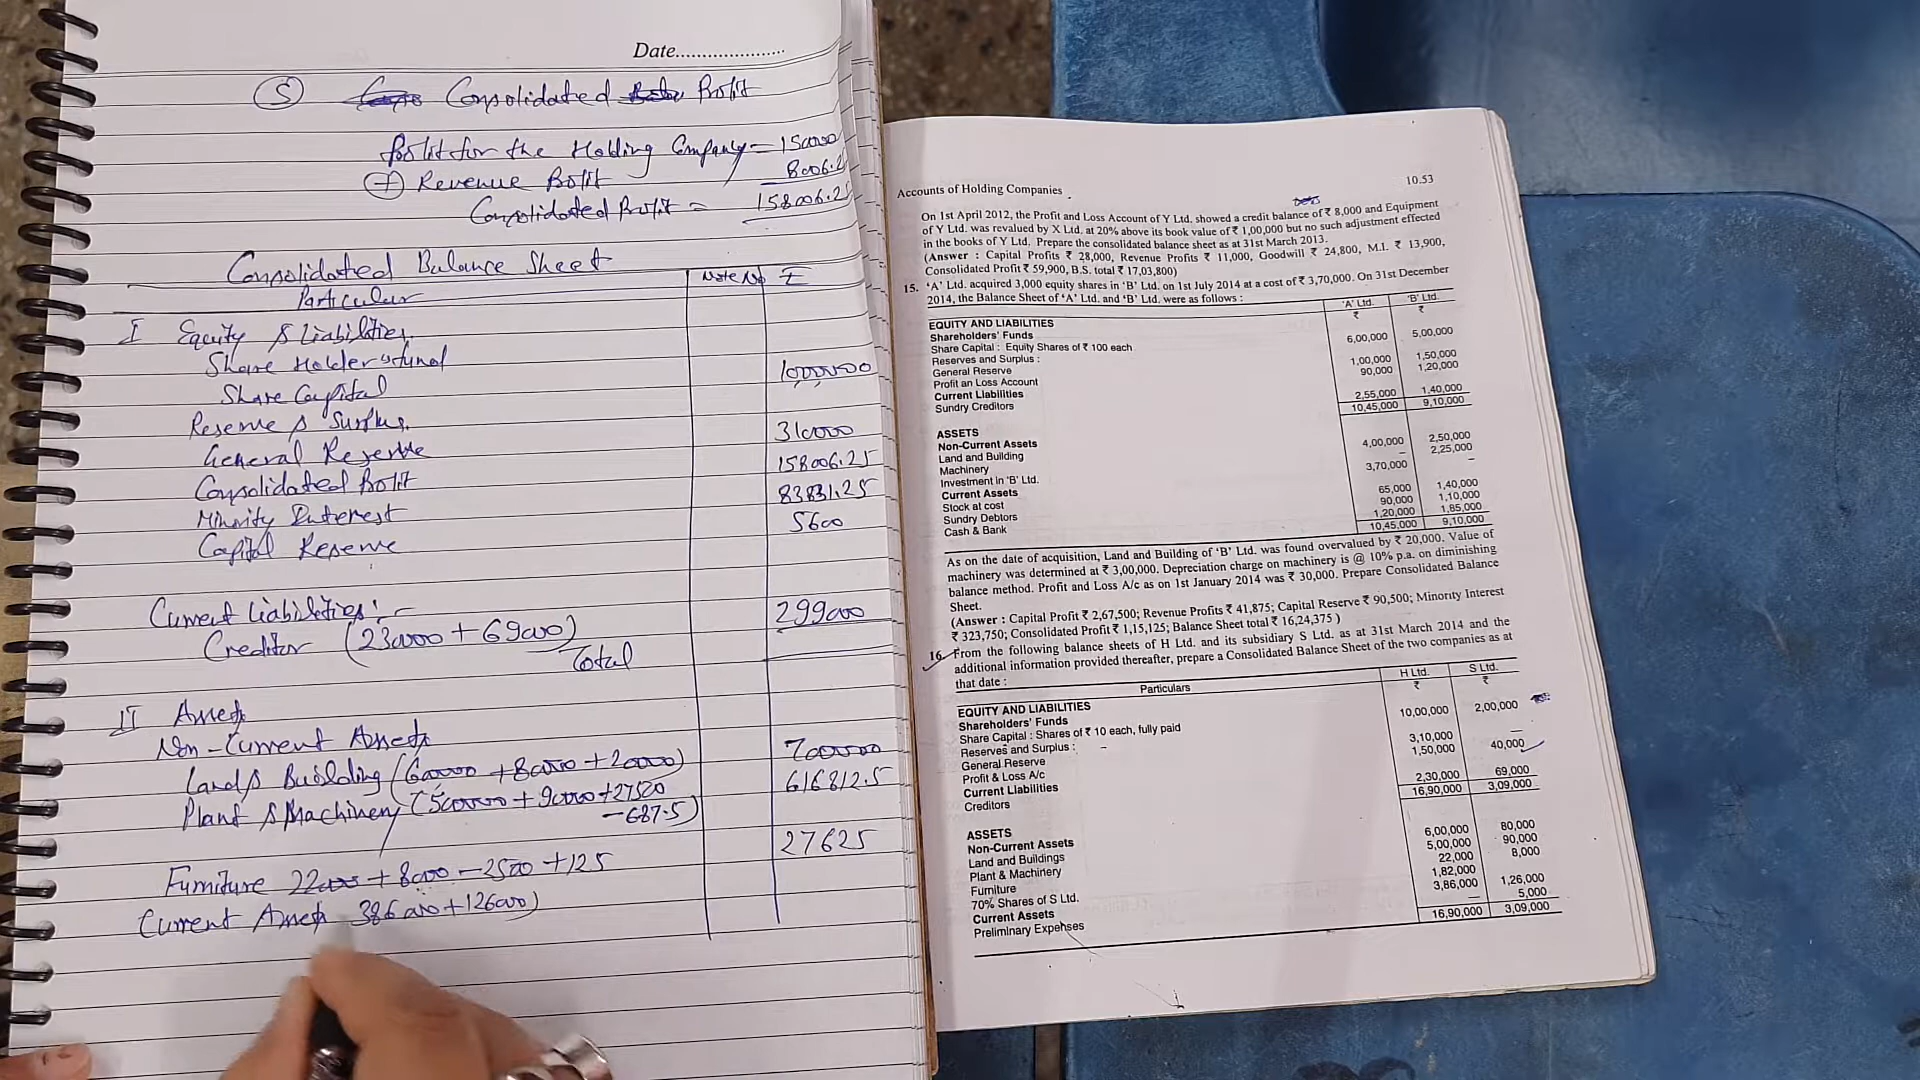 Date....................
(5) Consolidated Profit
Profit for the Holding Company = 150000
(+) Revenue Profit 8006.2
Consolidated Profit = 158006.25
Consolidated Balance Sheet
Particular Note No ₹
I Equity & Liabilities
Share Holder's fund
Share Capital 1000000
Reserve & Surplus.
General Reserve 310000
Consolidated Profit 158006.25
Minority Interest 83831.25
Capital Reserve 5600
Current Liabilities :-
Creditor (230000 + 69000) 299000
Total
II Assets
Non-Current Assets
Land & Building (600000 + 80000 + 20000) 700000
Plant & Machinery (500000 + 90000 + 27500 616812.5
- 687.5)
Furniture 22000 + 8000 - 2500 + 125 27625
Current Assets 386000 + 126000)
Accounts of Holding Companies 10.53
On 1st April 2012, the Profit and Loss Account of Y Ltd. showed a credit balance of ₹ 8,000 and Equipment
of Y Ltd. was revalued by X Ltd. at 20% above its book value of ₹ 1,00,000 but no such adjustment effected
in the books of Y Ltd. Prepare the consolidated balance sheet as at 31st March 2013.
(Answer : Capital Profits ₹ 28,000, Revenue Profits ₹ 11,000, Goodwill ₹ 24,800, M.I. ₹ 13,900,
Consolidated Profit ₹ 59,900, B.S. total ₹ 17,03,800)
15. 'A' Ltd. acquired 3,000 equity shares in 'B' Ltd. on 1st July 2014 at a cost of ₹ 3,70,000. On 31st December
2014, the Balance Sheet of 'A' Ltd. and 'B' Ltd. were as follows :
'A' Ltd. 'B' Ltd.
₹ ₹
EQUITY AND LIABILITIES
Shareholders' Funds
Share Capital : Equity Shares of ₹ 100 each 6,00,000 5,00,000
Reserves and Surplus :
General Reserve 1,00,000 1,50,000
Profit an Loss Account 90,000 1,20,000
Current Liabilities
Sundry Creditors 2,55,000 1,40,000
10,45,000 9,10,000
ASSETS
Non-Current Assets
Land and Building 4,00,000 2,50,000
Machinery – 2,25,000
Investment in 'B' Ltd. 3,70,000 –
Current Assets
Stock at cost 65,000 1,40,000
Sundry Debtors 90,000 1,10,000
Cash & Bank 1,20,000 1,85,000
10,45,000 9,10,000
As on the date of acquisition, Land and Building of 'B' Ltd. was found overvalued by ₹ 20,000. Value of
machinery was determined at ₹ 3,00,000. Depreciation charge on machinery is @ 10% p.a. on diminishing
balance method. Profit and Loss A/c as on 1st January 2014 was ₹ 30,000. Prepare Consolidated Balance
Sheet.
(Answer : Capital Profit ₹ 2,67,500; Revenue Profits ₹ 41,875; Capital Reserve ₹ 90,500; Minority Interest
₹ 323,750; Consolidated Profit ₹ 1,15,125; Balance Sheet total ₹ 16,24,375 )
16. From the following balance sheets of H Ltd. and its subsidiary S Ltd. as at 31st March 2014 and the
additional information provided thereafter, prepare a Consolidated Balance Sheet of the two companies as at
that date :
Particulars H Ltd. S Ltd.
₹ ₹
EQUITY AND LIABILITIES
Shareholders' Funds
Share Capital : Shares of ₹ 10 each, fully paid 10,00,000 2,00,000
Reserves and Surplus :
General Reserve 3,10,000 –
Profit & Loss A/c 1,50,000 40,000
Current Liabilities
Creditors 2,30,000 69,000
16,90,000 3,09,000
ASSETS
Non-Current Assets
Land and Buildings 6,00,000 80,000
Plant & Machinery 5,00,000 90,000
Furniture 22,000 8,000
70% Shares of S Ltd. 1,82,000
Current Assets 3,86,000 1,26,000
Preliminary Expenses – 5,000
16,90,000 3,09,000